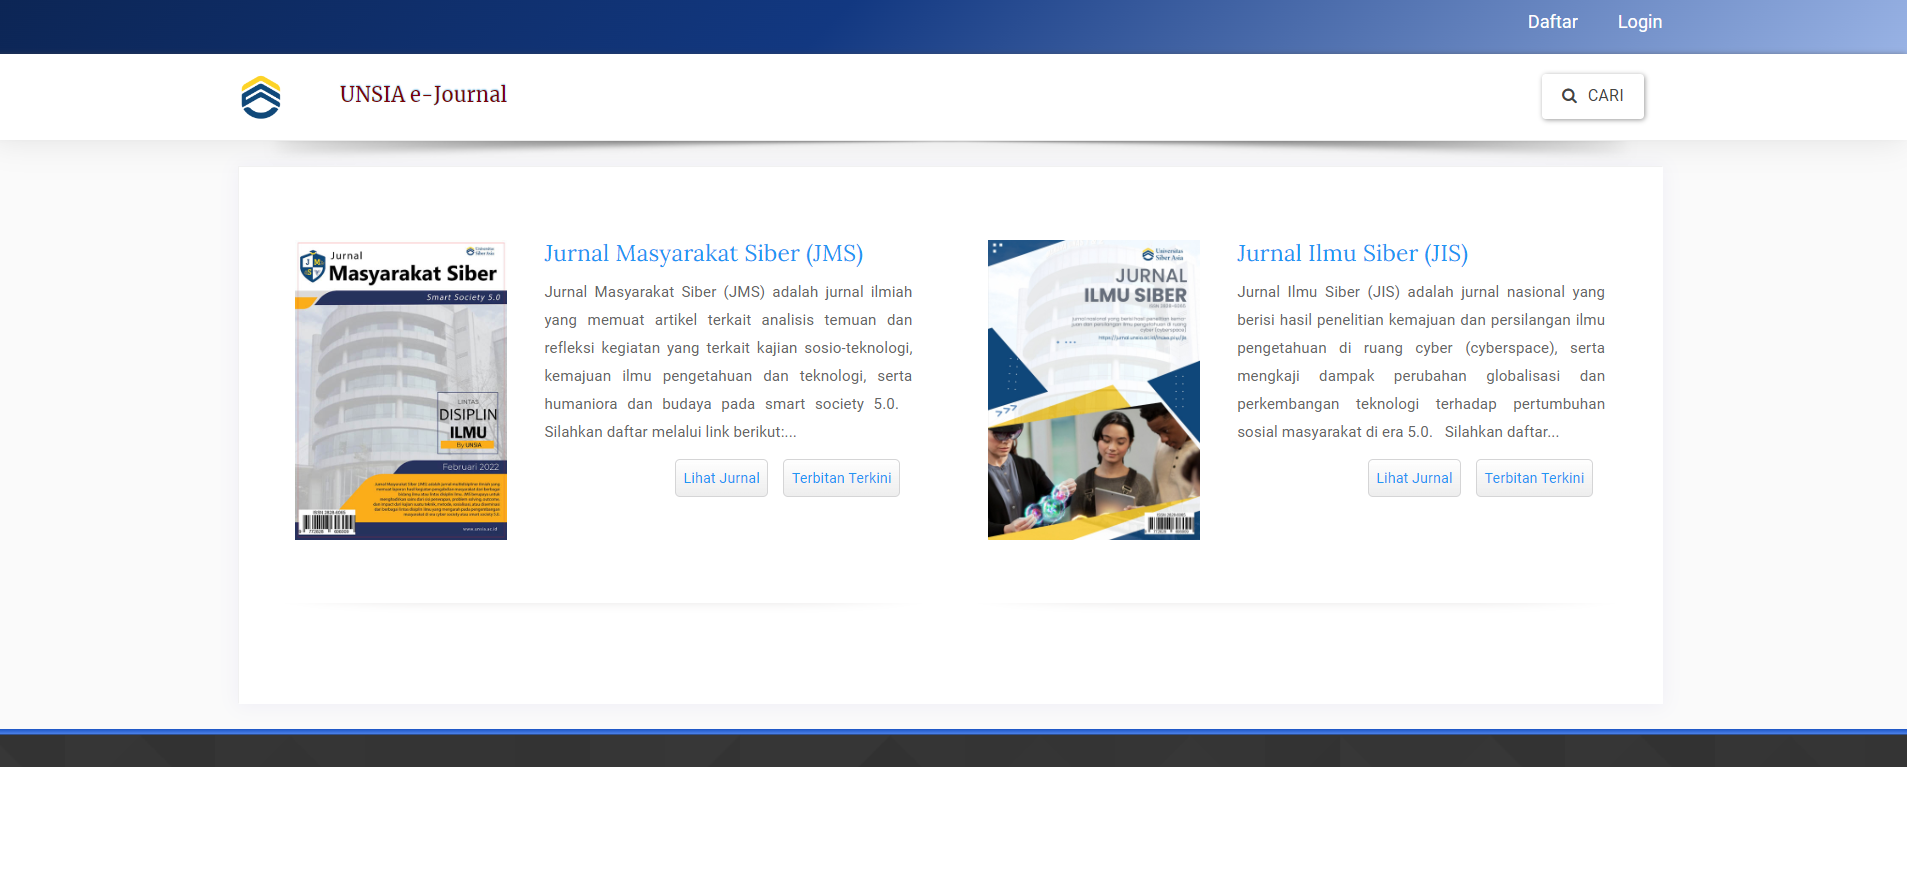 Daftar Login
UNSIA e-Journal
CARI
Jurnal
Masyarakat Siber
Smart Society 5.0
LINTAS
DISIPLIN
ILMU
By UNSIA
Februari 2022
www.unsia.ac.id
Jurnal Masyarakat Siber (JMS)
Jurnal Masyarakat Siber (JMS) adalah jurnal ilmiah
yang memuat artikel terkait analisis temuan dan
refleksi kegiatan yang terkait kajian sosio-teknologi,
kemajuan ilmu pengetahuan dan teknologi, serta
humaniora dan budaya pada smart society 5.0.
Silahkan daftar melalui link berikut:...
Lihat Jurnal Terbitan Terkini
Universitas
Siber Asia
JURNAL
ILMU SIBER
Jurnal Ilmu Siber (JIS)
Jurnal Ilmu Siber (JIS) adalah jurnal nasional yang
berisi hasil penelitian kemajuan dan persilangan ilmu
pengetahuan di ruang cyber (cyberspace), serta
mengkaji dampak perubahan globalisasi dan
perkembangan teknologi terhadap pertumbuhan
sosial masyarakat di era 5.0. Silahkan daftar...
Lihat Jurnal Terbitan Terkini